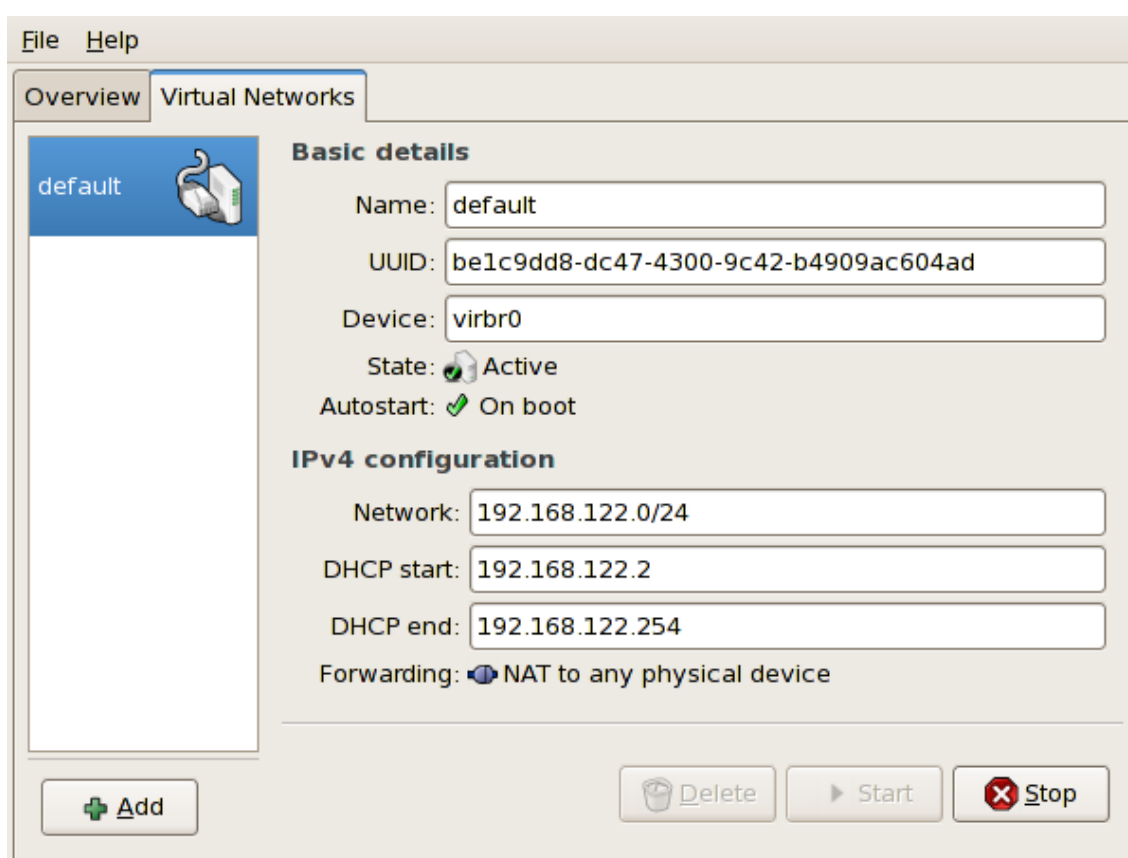 File Help
Overview Virtual Networks
default
Basic details
Name: default
UUID: be1c9dd8-dc47-4300-9c42-b4909ac604ad
Device: virbr0
State: Active
Autostart: On boot
IPv4 configuration
Network: 192.168.122.0/24
DHCP start: 192.168.122.2
DHCP end: 192.168.122.254
Forwarding: NAT to any physical device
Add Delete Start Stop